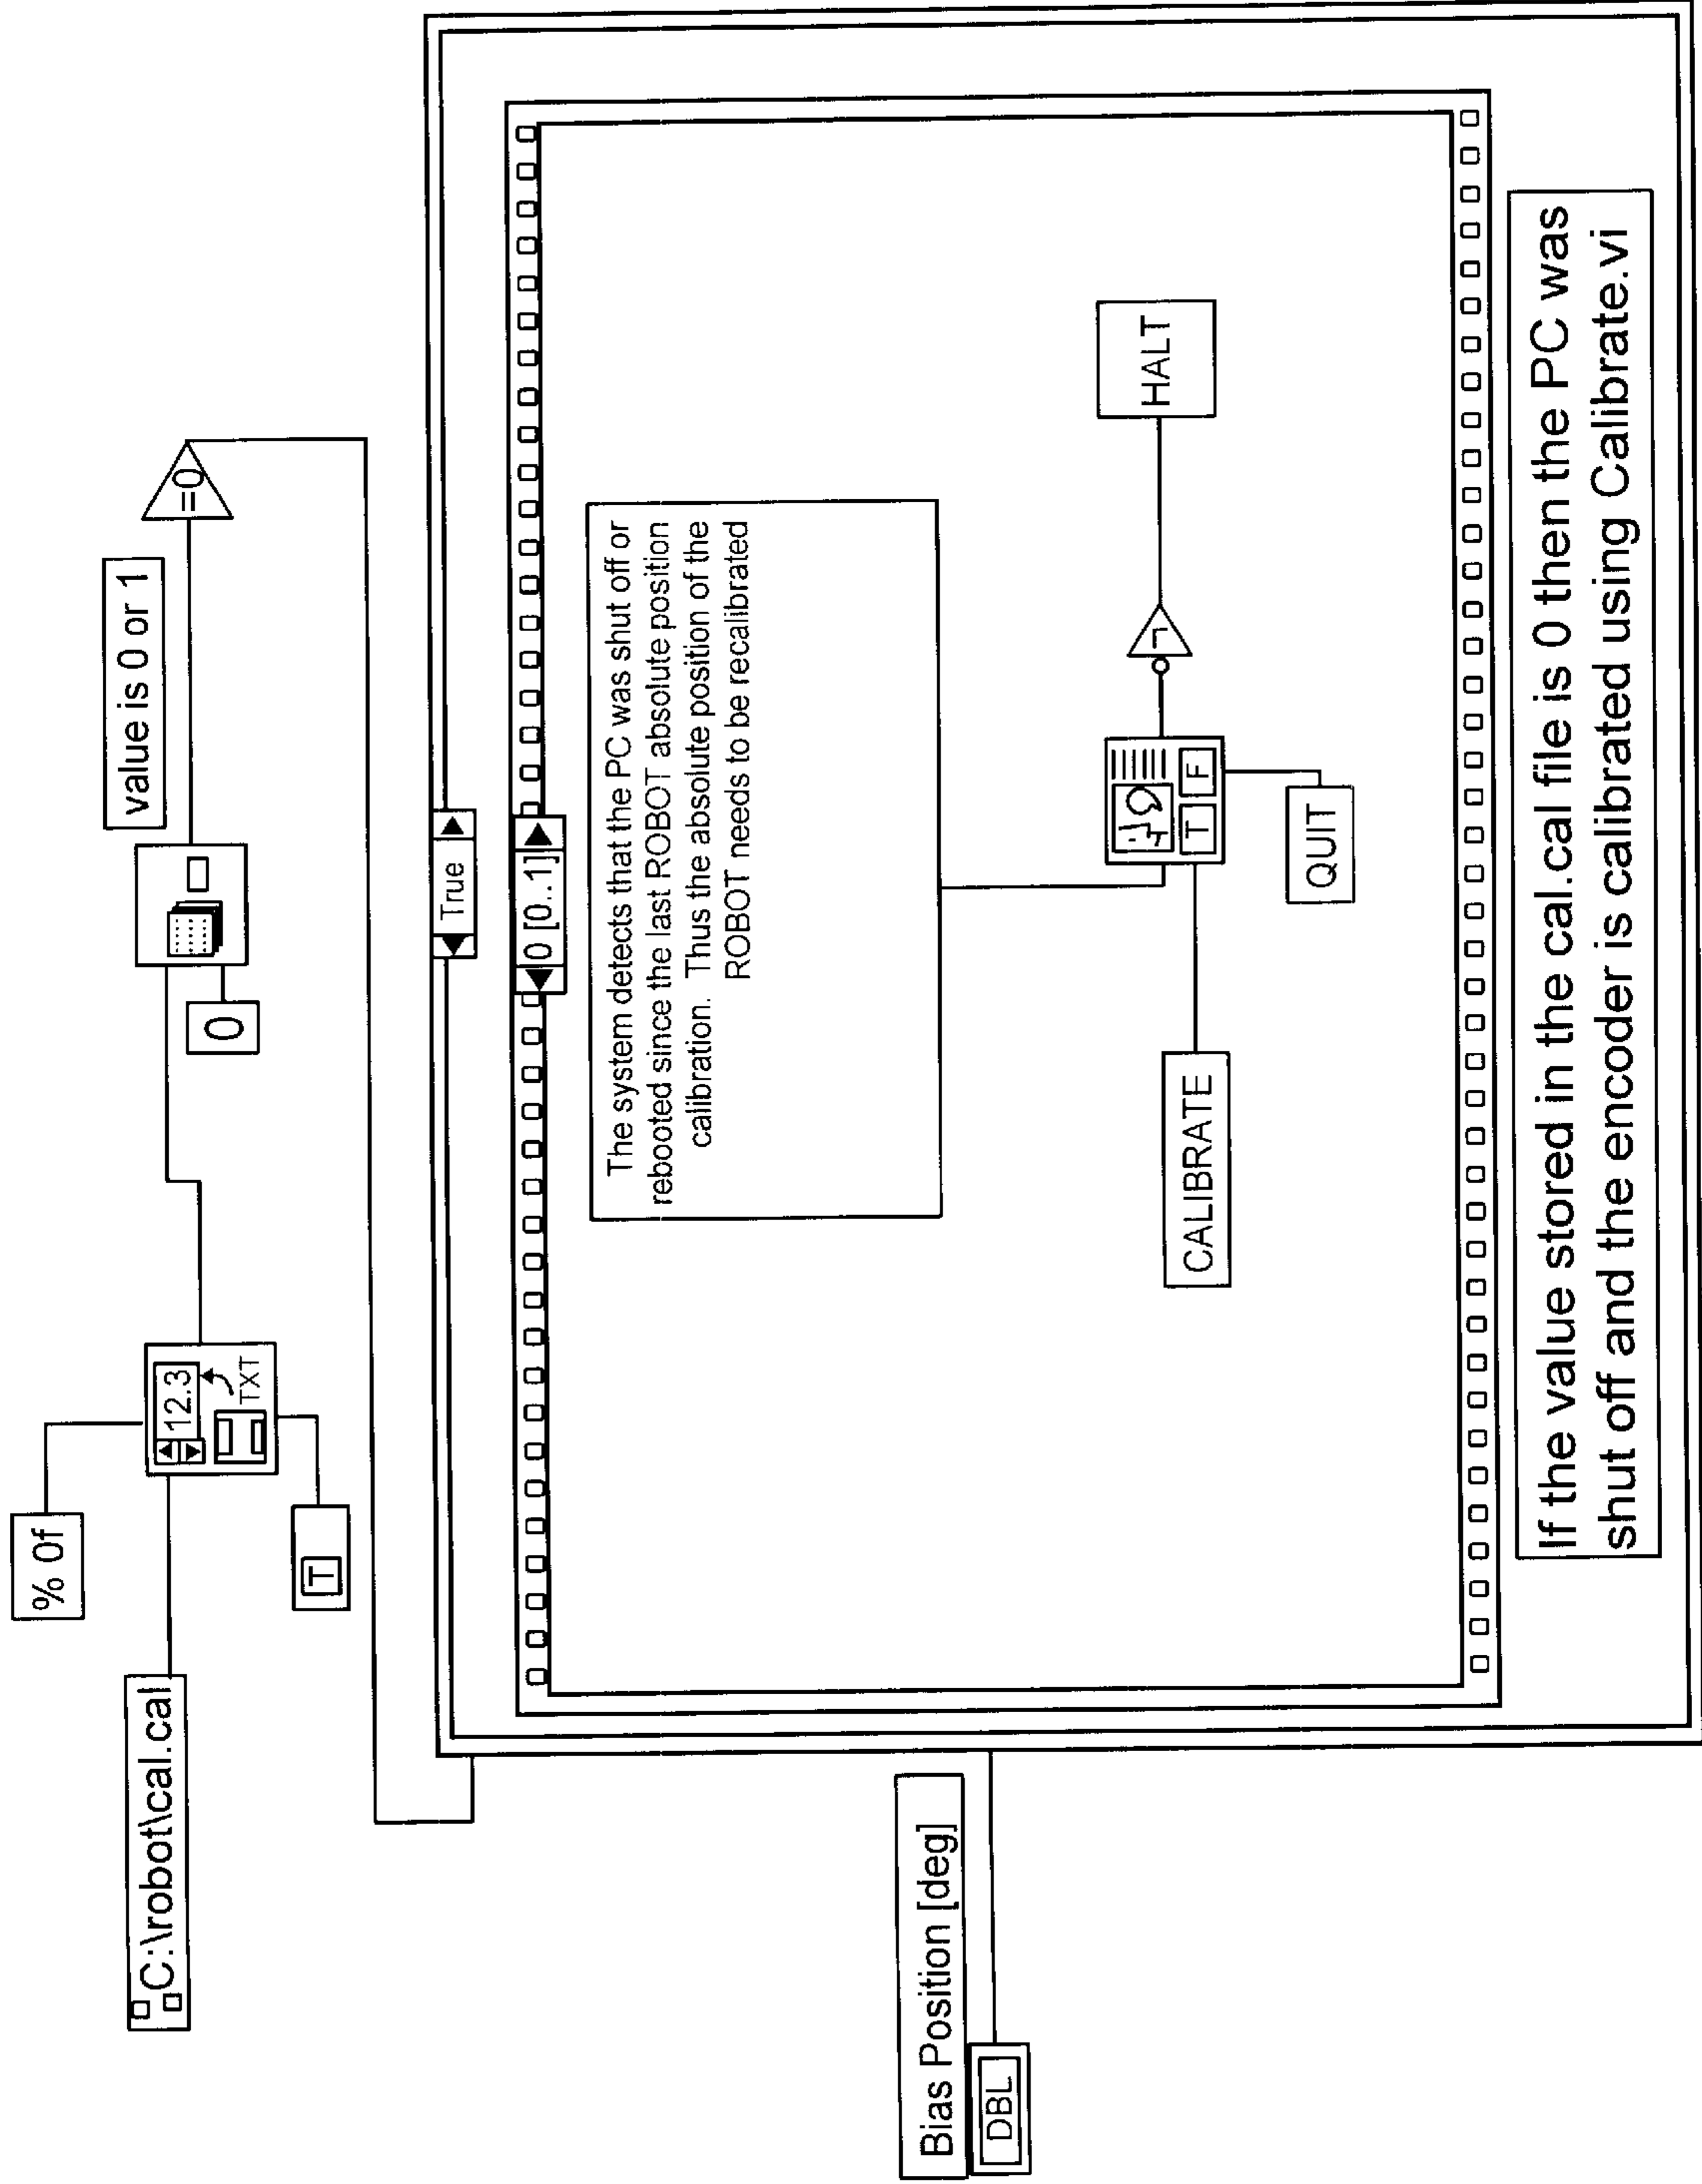 % 0f
C:\robot\cal.cal
12.3
TXT
T
0
value is 0 or 1
=0
True
0 [0..1]
The system detects that the PC was shut off or
rebooted since the last ROBOT absolute position
calibration. Thus the absolute position of the
ROBOT needs to be recalibrated
CALIBRATE
T F
QUIT
HALT
Bias Position [deg]
DBL
If the value stored in the cal.cal file is 0 then the PC was
shut off and the encoder is calibrated using Calibrate.vi